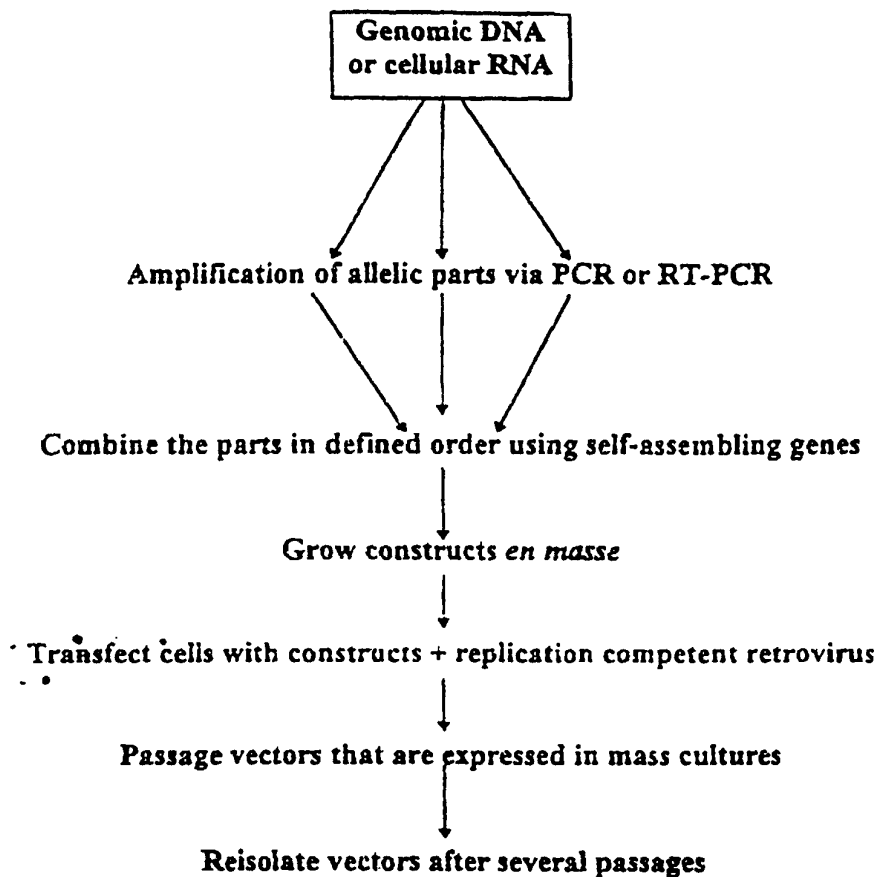 Genomic DNA
or cellular RNA
Amplification of allelic parts via PCR or RT-PCR
Combine the parts in defined order using self-assembling genes
Grow constructs en masse
Transfect cells with constructs + replication competent retrovirus
Passage vectors that are expressed in mass cultures
Reisolate vectors after several passages